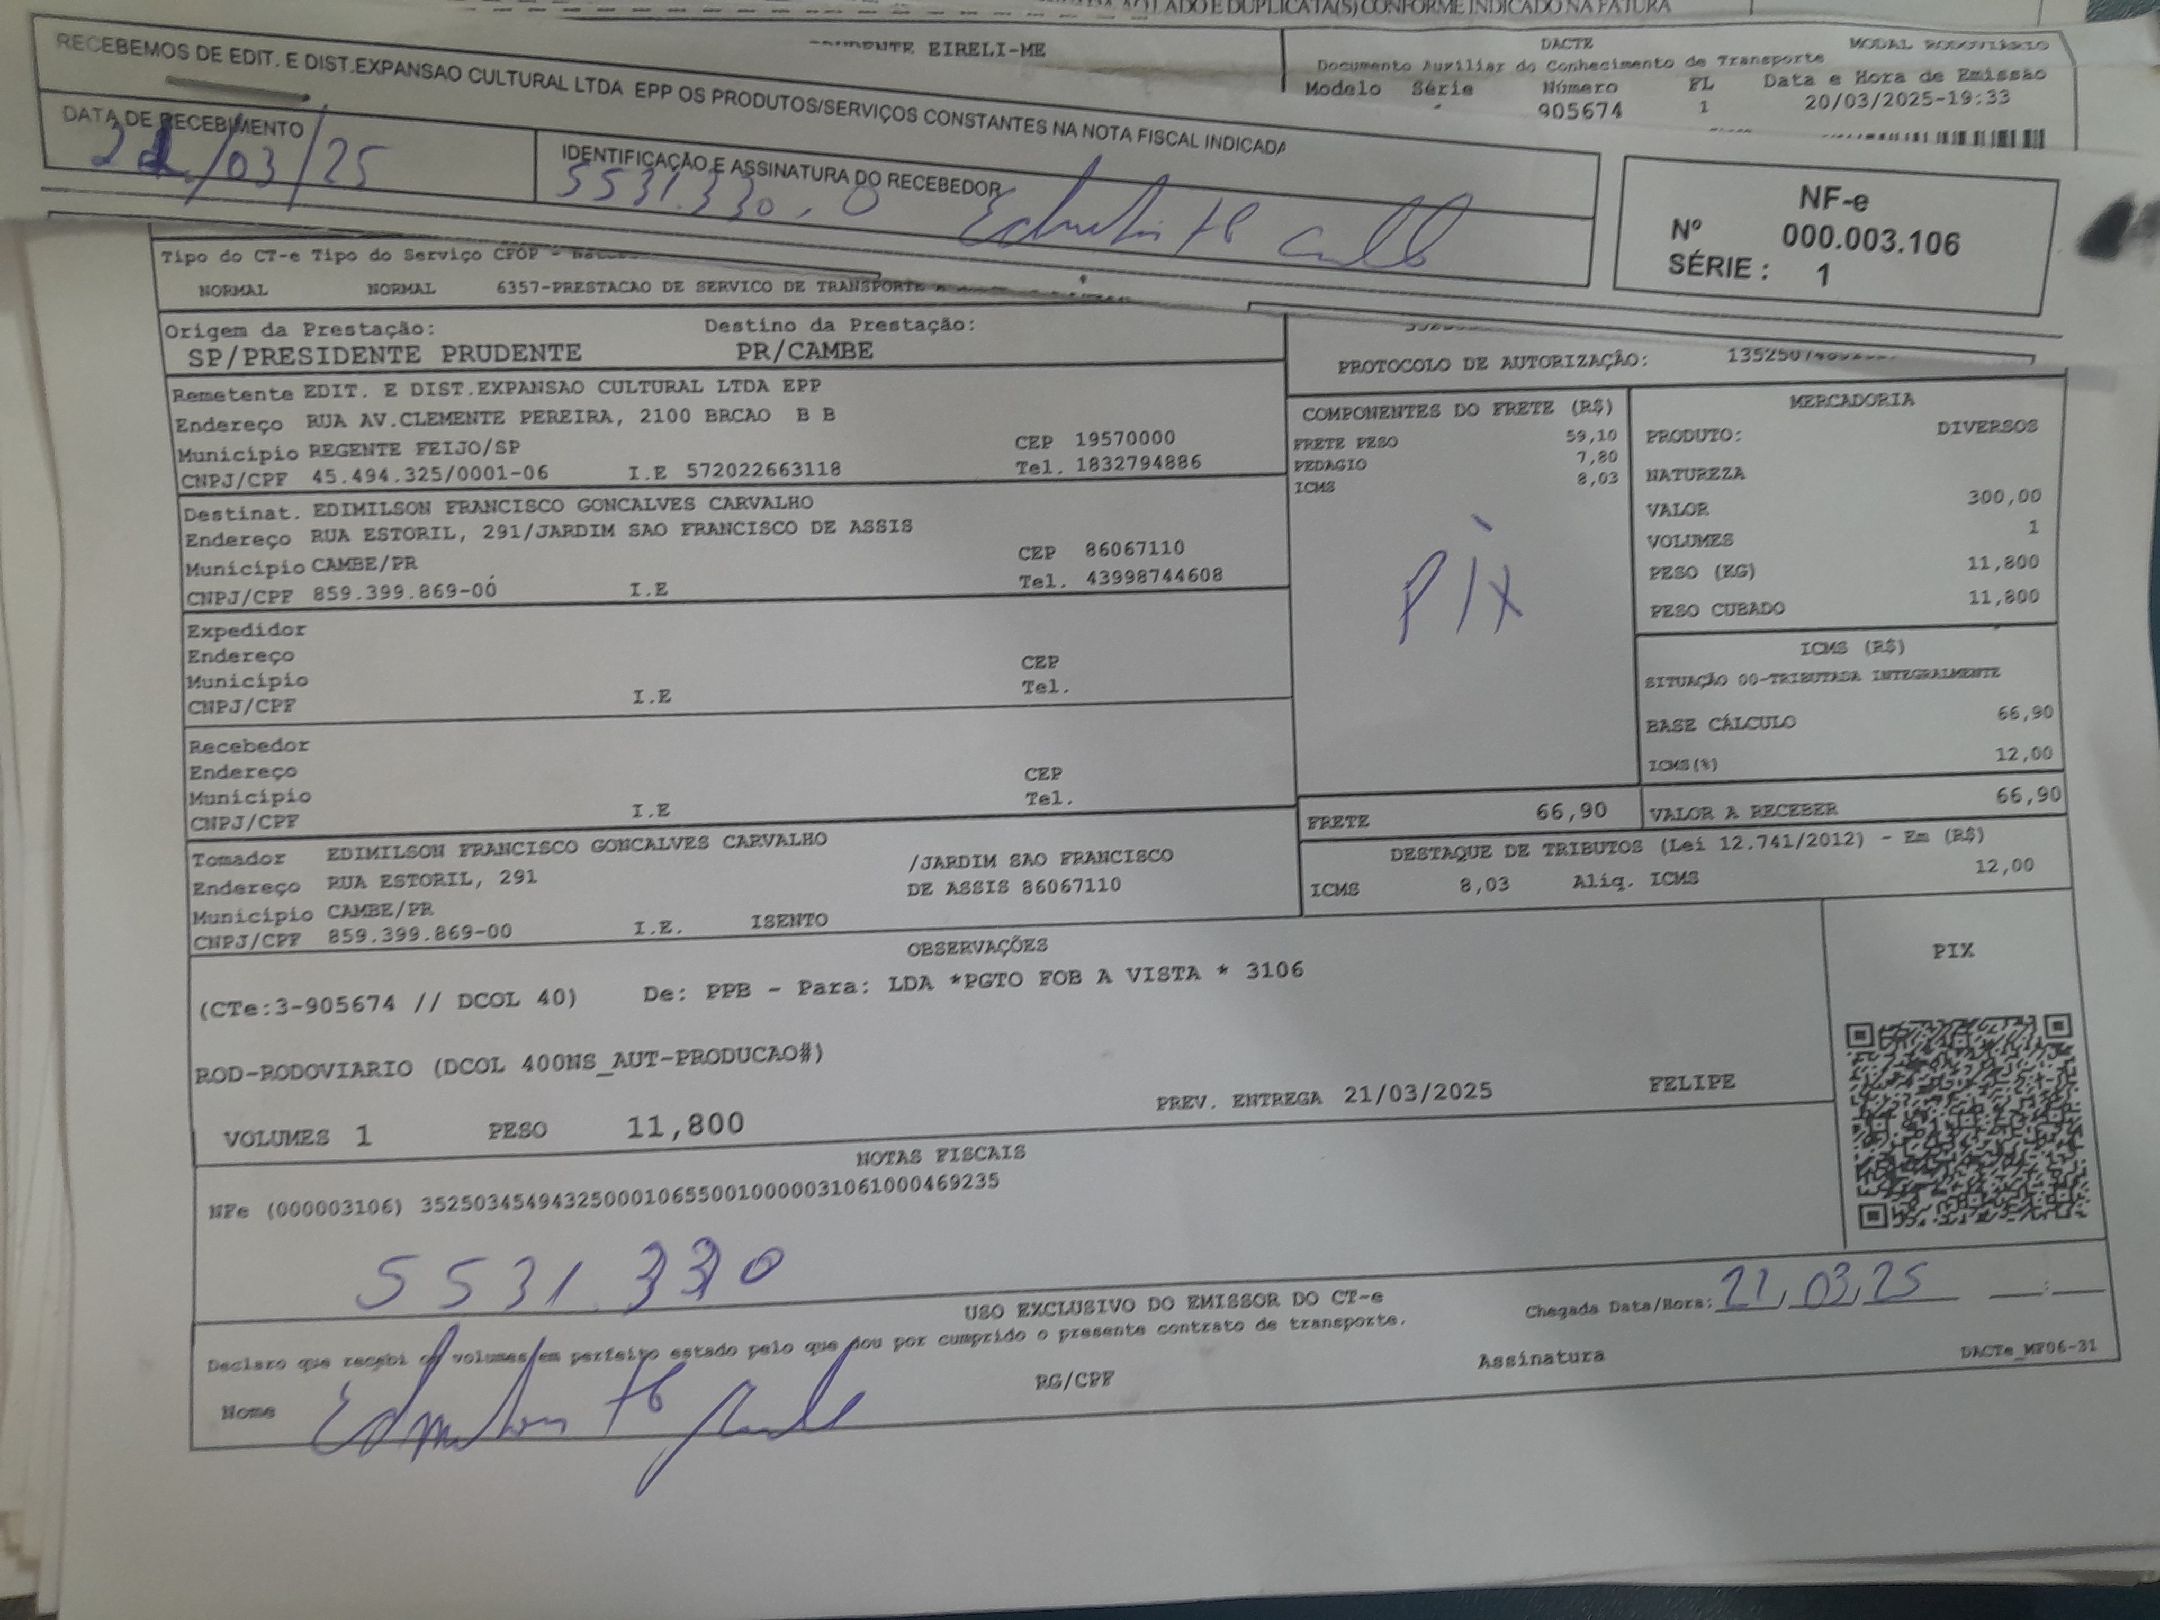 LADO E DUPLICATA(S) CONFORME INDICADO NA FATURA
EIRELI-ME
RECEBEMOS DE EDIT. E DIST.EXPANSAO CULTURAL LTDA EPP OS PRODUTOS/SERVIÇOS CONSTANTES NA NOTA FISCAL INDICADA
DATA DE RECEBIMENTO
/03/25
IDENTIFICAÇÃO E ASSINATURA DO RECEBEDOR
5531.330.0
NF-e
Nº 000.003.106
SÉRIE: 1
DACTE
MODAL RODOVIÁRIO
Documento Auxiliar do Conhecimento de Transporte
Modelo Série Número FL Data e Hora de Emissão
905674 1 20/03/2025-19:33
Tipo do CT-e Tipo do Serviço CFOP -
NORMAL NORMAL 6357-PRESTACAO DE SERVICO DE TRANSPORTE
Origem da Prestação: Destino da Prestação:
SP/PRESIDENTE PRUDENTE PR/CAMBE
PROTOCOLO DE AUTORIZAÇÃO:
Remetente EDIT. E DIST.EXPANSAO CULTURAL LTDA EPP
Endereço RUA AV.CLEMENTE PEREIRA, 2100 BRCAO B B
Município REGENTE FEIJO/SP CEP 19570000
CNPJ/CPF 45.494.325/0001-06 I.E 572022663118 Tel. 1832794886
Destinat. EDIMILSON FRANCISCO GONCALVES CARVALHO
Endereço RUA ESTORIL, 291/JARDIM SAO FRANCISCO DE ASSIS
Município CAMBE/PR CEP 86067110
CNPJ/CPF 859.399.869-00 I.E Tel. 43998744608
Expedidor
Endereço
Município CEP
CNPJ/CPF I.E Tel.
Recebedor
Endereço
Município CEP
CNPJ/CPF I.E Tel.
Tomador EDIMILSON FRANCISCO GONCALVES CARVALHO
Endereço RUA ESTORIL, 291 /JARDIM SAO FRANCISCO
DE ASSIS 86067110
Município CAMBE/PR
CNPJ/CPF 859.399.869-00 I.E. ISENTO
COMPONENTES DO FRETE (R$)
FRETE PESO 59,10
PEDAGIO 7,80
ICMS 8,03
PIX
FRETE 66,90
MERCADORIA
PRODUTO: DIVERSOS
NATUREZA
VALOR 300,00
VOLUMES 1
PESO (KG) 11,800
PESO CUBADO 11,800
ICMS (R$)
SITUAÇÃO 00-TRIBUTADA INTEGRALMENTE
BASE CÁLCULO 66,90
ICMS(%) 12,00
VALOR A RECEBER 66,90
DESTAQUE DE TRIBUTOS (Lei 12.741/2012) - Em (R$)
ICMS 8,03 Aliq. ICMS 12,00
OBSERVAÇÕES
(CTe:3-905674 // DCOL 40) De: PPB - Para: LDA *PGTO FOB A VISTA * 3106
ROD-RODOVIARIO (DCOL 400NS_AUT-PRODUCAO#)
VOLUMES 1 PESO 11,800 PREV. ENTREGA 21/03/2025 FELIPE
PIX
NOTAS FISCAIS
NFe (000003106) 35250345494325000106550010000031061000469235
5531.330
USO EXCLUSIVO DO EMISSOR DO CT-e
Chegada Data/Hora: 21,03,25 __:__
Declaro que recebi os volumes em perfeito estado pelo que dou por cumprido o presente contrato de transporte.
Nome RG/CPF Assinatura
DACTe_MF06-31